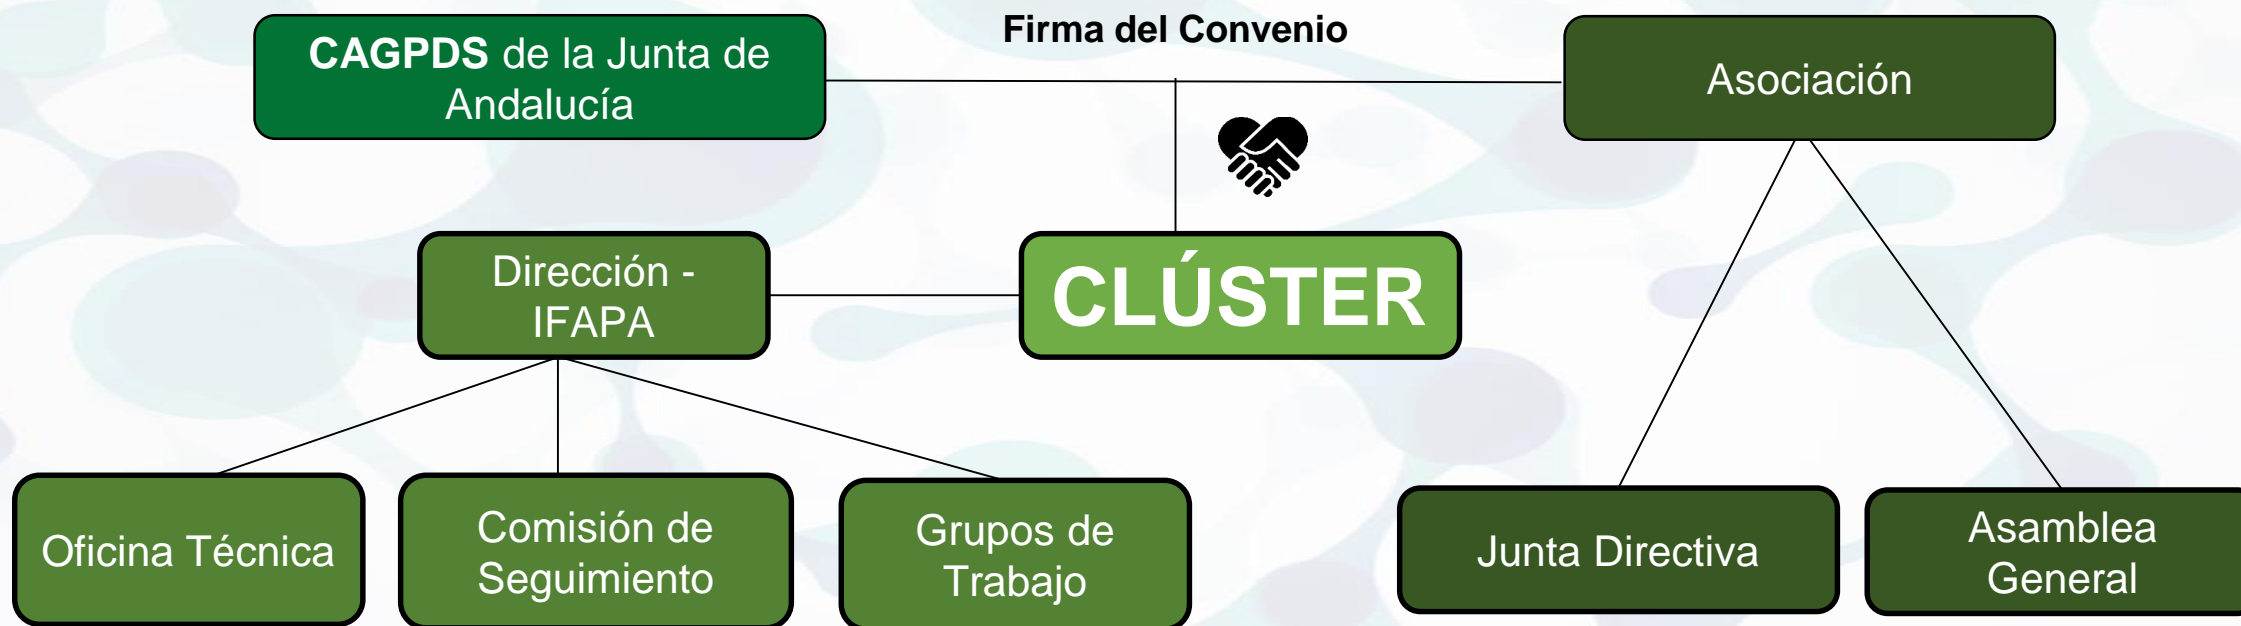 Firma del Convenio
CAGPDS de la Junta de
Andalucía
Asociación
Dirección -
IFAPA
CLÚSTER
Oficina Técnica
Comisión de
Seguimiento
Grupos de
Trabajo
Junta Directiva
Asamblea
General